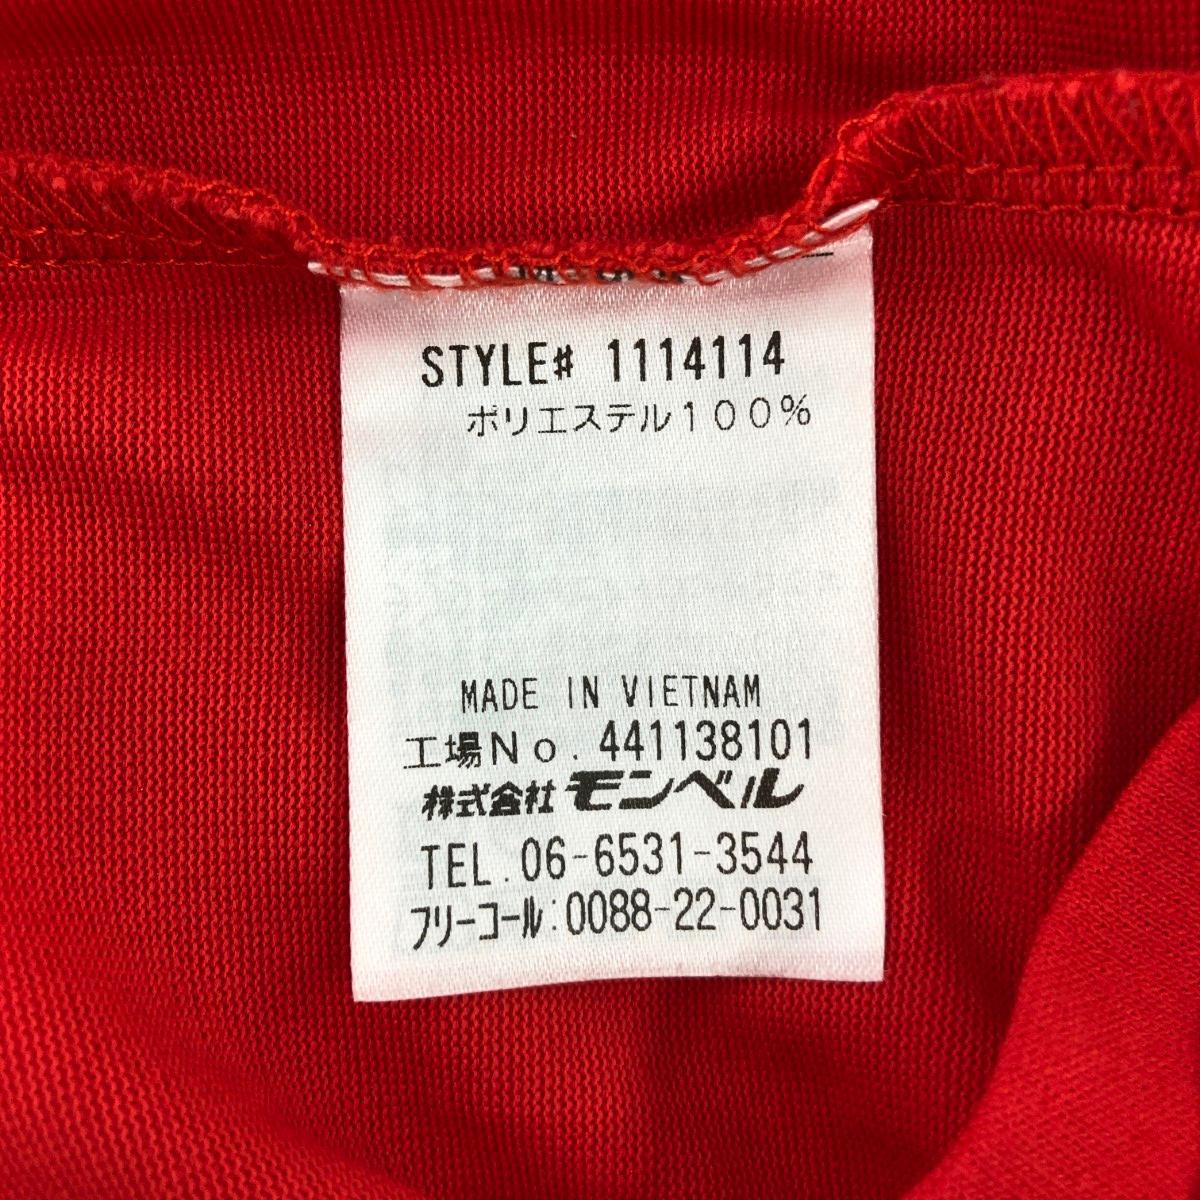 STYLE# 1114114
ポリエステル100%
MADE IN VIETNAM
工場No. 441138101
株式会社 モンベル
TEL. 06-6531-3544
フリーコール:0088-22-0031